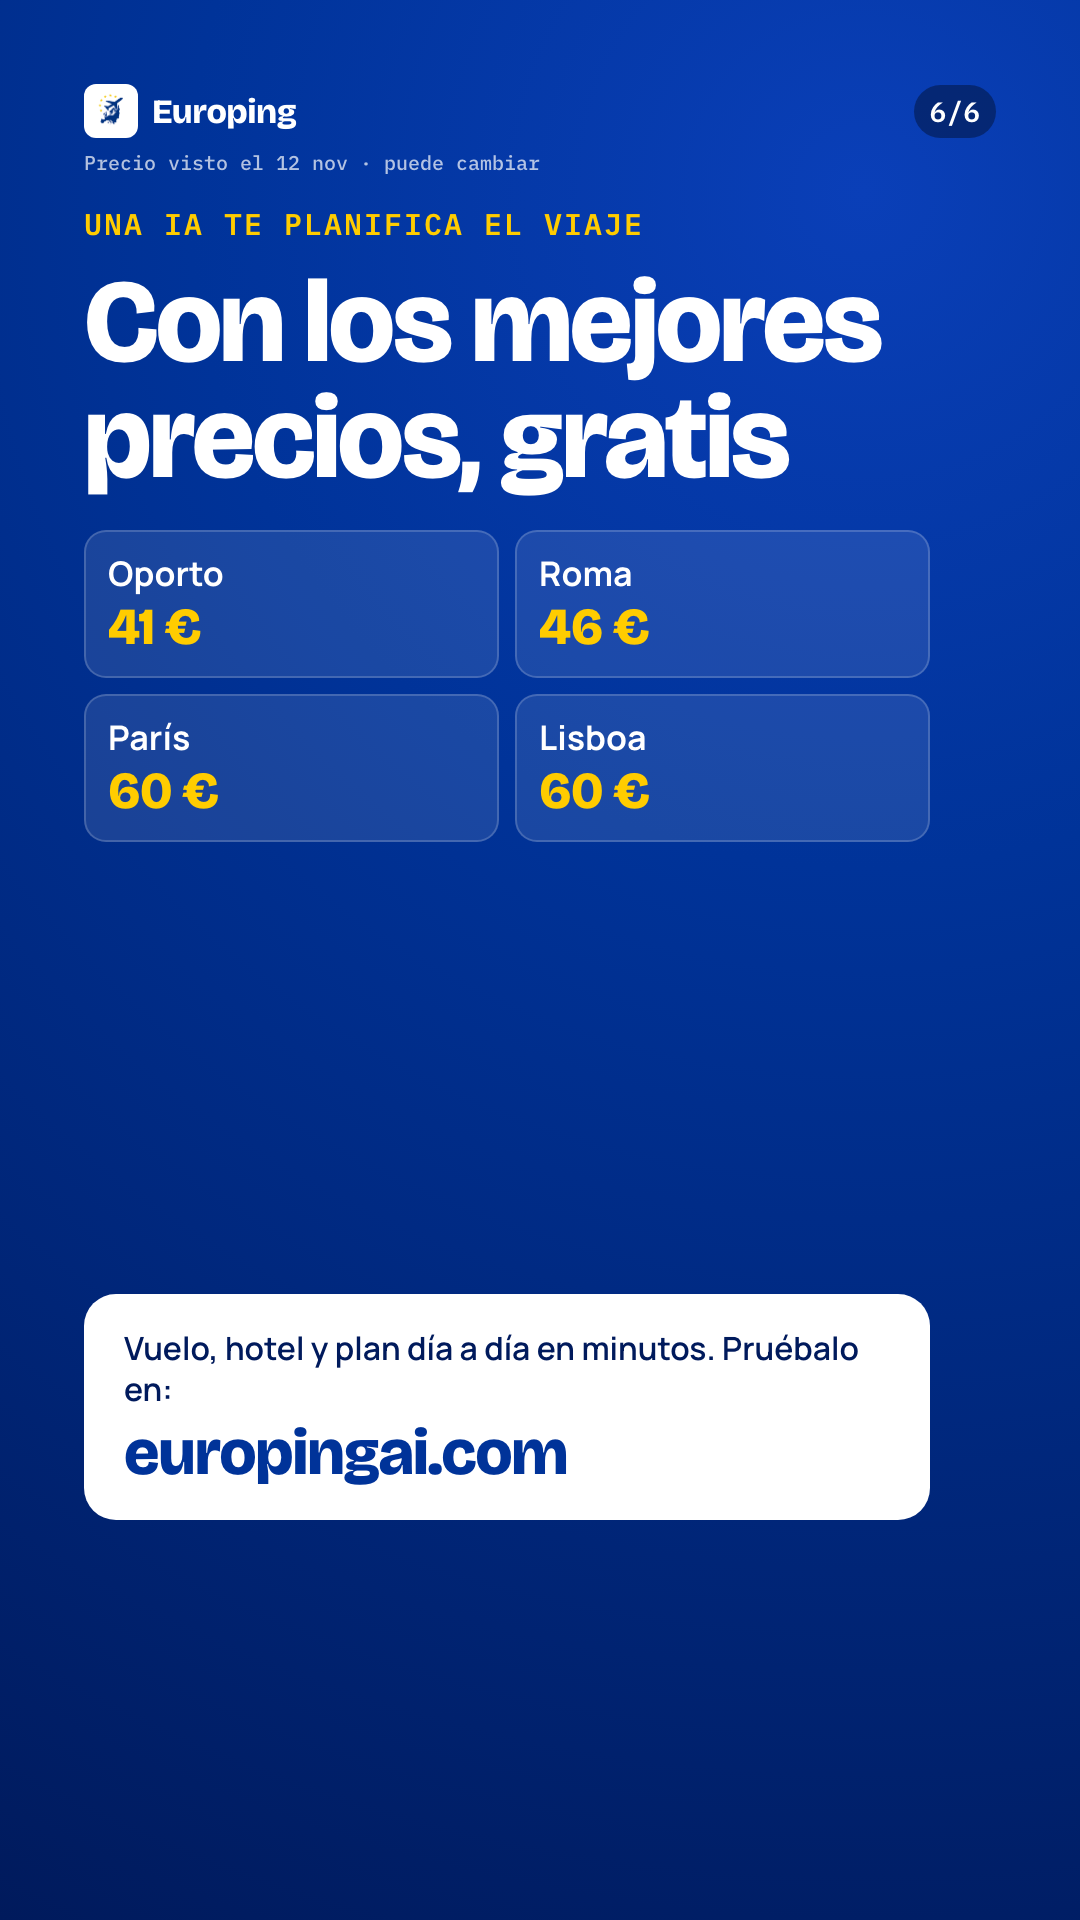 Europing
6/6
Precio visto el 12 nov · puede cambiar
UNA IA TE PLANIFICA EL VIAJE
Con los mejores
precios, gratis
Oporto
41 €
Roma
46 €
París
60 €
Lisboa
60 €
Vuelo, hotel y plan día a día en minutos. Pruébalo
en:
europingai.com